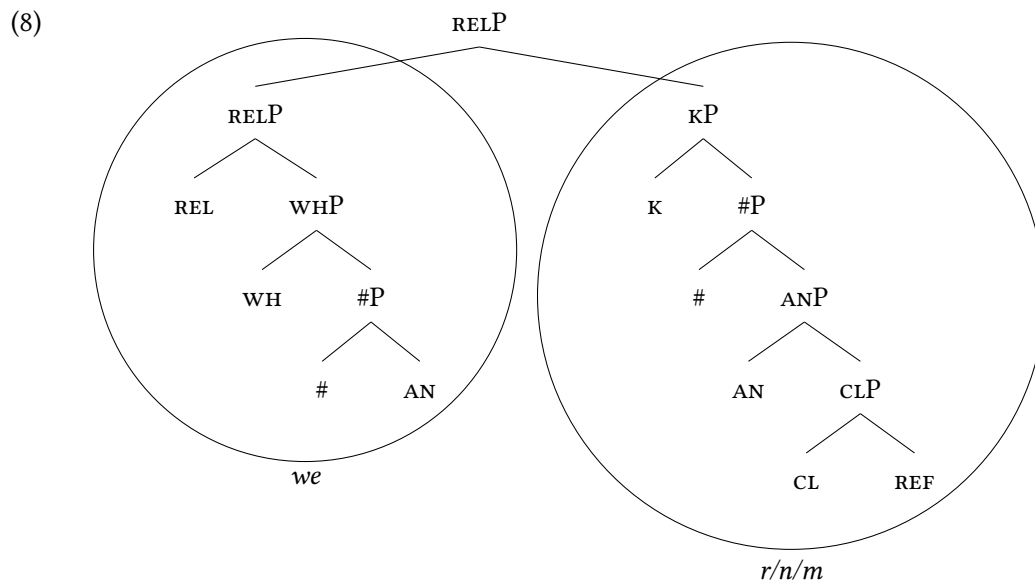 (8)
RELP
RELP KP
REL WHP K #P
WH #P # ANP
# AN AN CLP
we CL REF
r/n/m